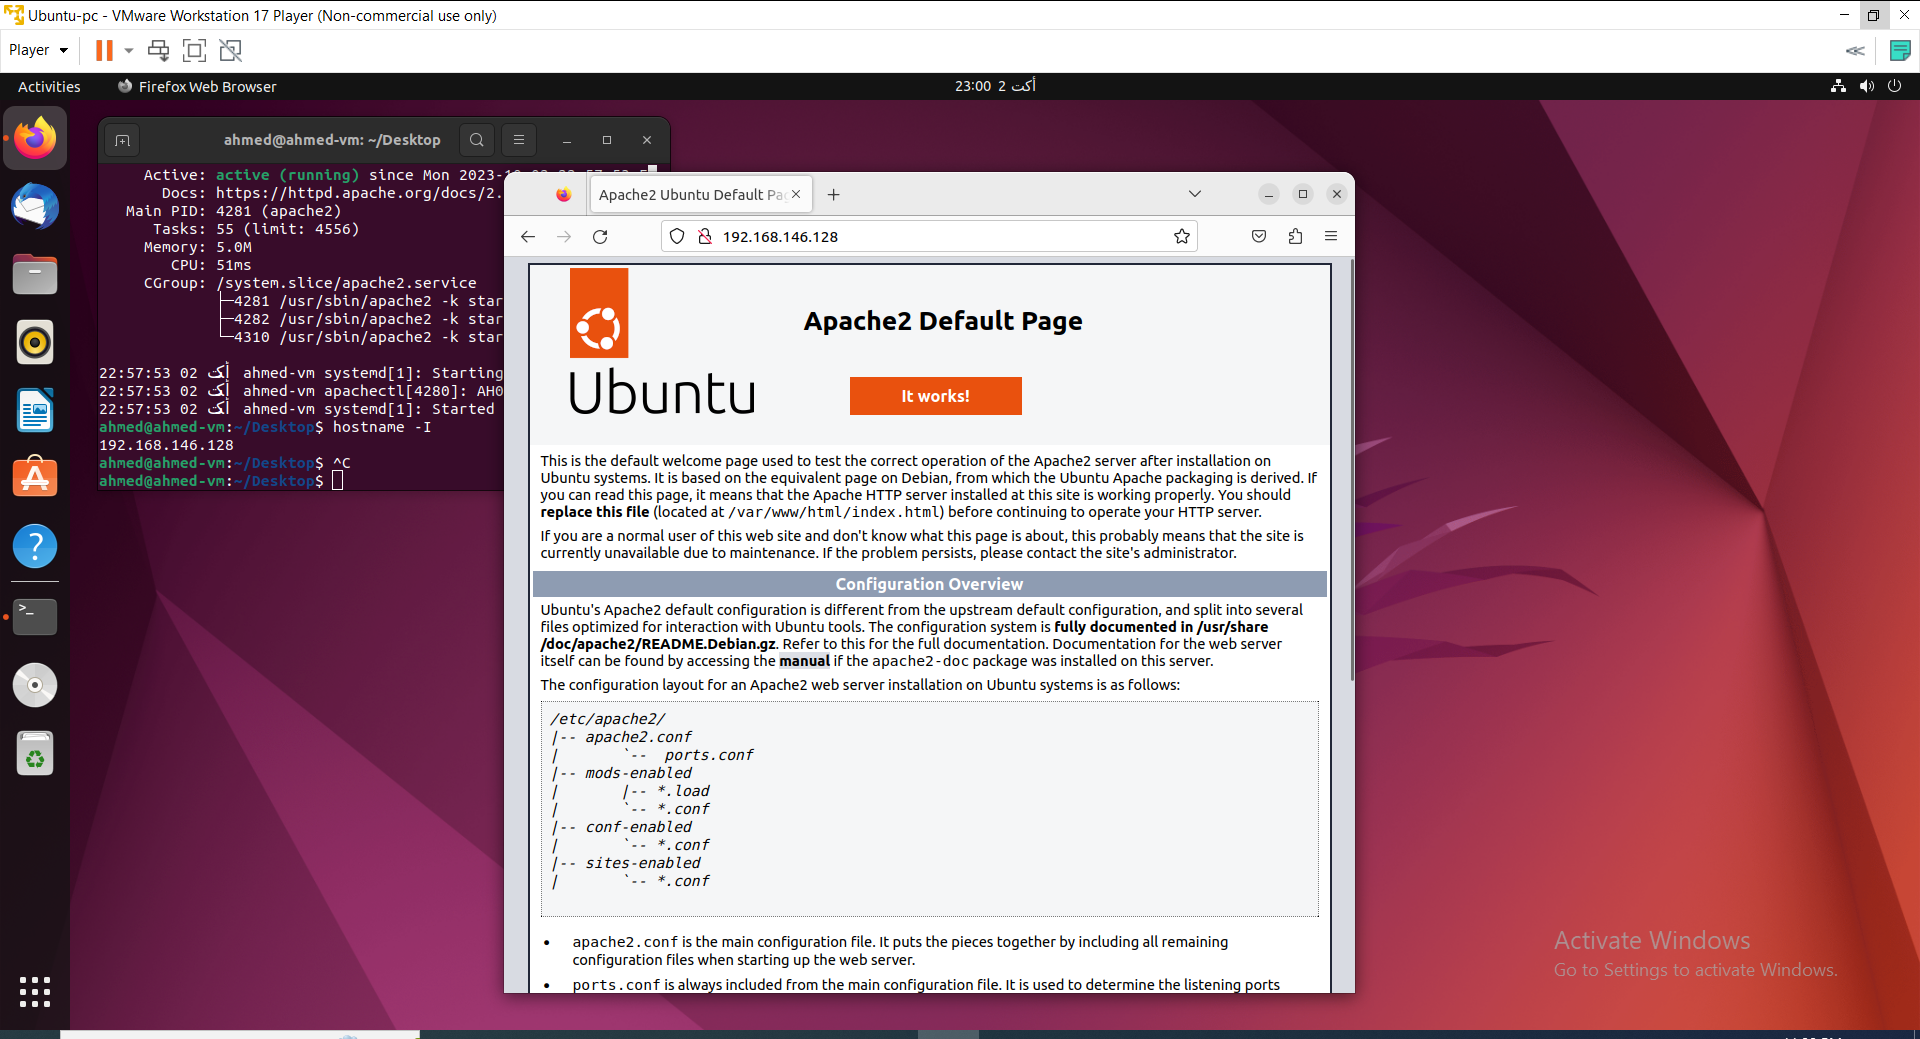 Ubuntu-pc - VMware Workstation 17 Player (Non-commercial use only)
Player
Activities
Firefox Web Browser
23:00 2 أكت
ahmed@ahmed-vm: ~/Desktop
Active: active (running) since Mon 2023-
Docs: https://httpd.apache.org/docs/2.
Main PID: 4281 (apache2)
Tasks: 55 (limit: 4556)
Memory: 5.0M
CPU: 51ms
CGroup: /system.slice/apache2.service
├─4281 /usr/sbin/apache2 -k star
├─4282 /usr/sbin/apache2 -k star
└─4310 /usr/sbin/apache2 -k star
22:57:53 02 أكت ahmed-vm systemd[1]: Starting
22:57:53 02 أكت ahmed-vm apachectl[4280]: AH0
22:57:53 02 أكت ahmed-vm systemd[1]: Started
ahmed@ahmed-vm:~/Desktop$ hostname -I
192.168.146.128
ahmed@ahmed-vm:~/Desktop$ ^C
ahmed@ahmed-vm:~/Desktop$
Apache2 Ubuntu Default Pa
192.168.146.128
Ubuntu
Apache2 Default Page
It works!
This is the default welcome page used to test the correct operation of the Apache2 server after installation on
Ubuntu systems. It is based on the equivalent page on Debian, from which the Ubuntu Apache packaging is derived. If
you can read this page, it means that the Apache HTTP server installed at this site is working properly. You should
replace this file (located at /var/www/html/index.html) before continuing to operate your HTTP server.
If you are a normal user of this web site and don't know what this page is about, this probably means that the site is
currently unavailable due to maintenance. If the problem persists, please contact the site's administrator.
Configuration Overview
Ubuntu's Apache2 default configuration is different from the upstream default configuration, and split into several
files optimized for interaction with Ubuntu tools. The configuration system is fully documented in /usr/share
/doc/apache2/README.Debian.gz. Refer to this for the full documentation. Documentation for the web server
itself can be found by accessing the manual if the apache2-doc package was installed on this server.
The configuration layout for an Apache2 web server installation on Ubuntu systems is as follows:
/etc/apache2/
|-- apache2.conf
|       `--  ports.conf
|-- mods-enabled
|       |-- *.load
|       `-- *.conf
|-- conf-enabled
|       `-- *.conf
|-- sites-enabled
|       `-- *.conf
• apache2.conf is the main configuration file. It puts the pieces together by including all remaining
configuration files when starting up the web server.
• ports.conf is always included from the main configuration file. It is used to determine the listening ports
Activate Windows
Go to Settings to activate Windows.